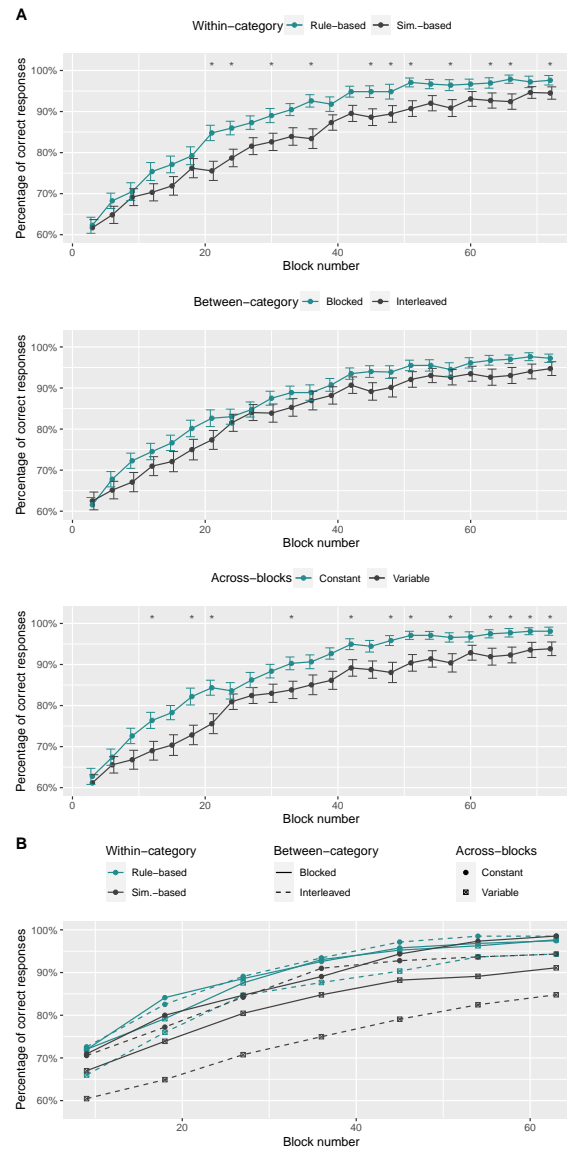 A
Within−category Rule−based Sim.−based
* * * * * * * * * * *
100%
90%
80%
70%
60%
Percentage of correct responses
0 20 40 60
Block number
Between−category Blocked Interleaved
100%
90%
80%
70%
60%
Percentage of correct responses
0 20 40 60
Block number
Across−blocks Constant Variable
* * * * * * * * * * * *
100%
90%
80%
70%
60%
Percentage of correct responses
0 20 40 60
Block number
B
Within−category Between−category Across−blocks
Rule−based Blocked Constant
Sim.−based Interleaved Variable
100%
90%
80%
70%
60%
Percentage of correct responses
20 40 60
Block number